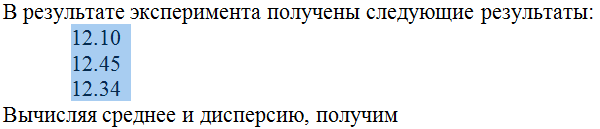 В результате эксперимента получены следующие результаты:
12.10
12.45
12.34
Вычисляя среднее и дисперсию, получим